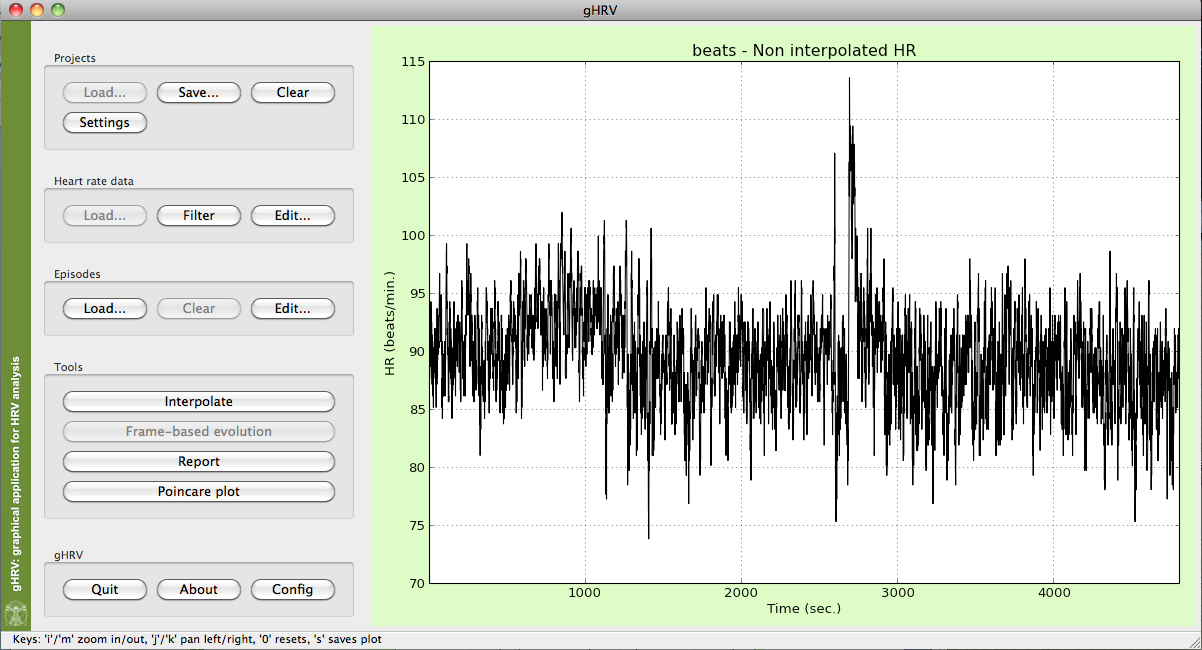 gHRV
Projects
Load...
Save...
Clear
Settings
Heart rate data
Load...
Filter
Edit...
Episodes
Load...
Clear
Edit...
Tools
Interpolate
Frame-based evolution
Report
Poincare plot
gHRV
Quit
About
Config
gHRV: graphical application for HRV analysis
beats - Non interpolated HR
HR (beats/min.)
115
110
105
100
95
90
85
80
75
70
1000
2000
3000
4000
Time (sec.)
Keys: 'i'/'m' zoom in/out, 'j'/'k' pan left/right, '0' resets, 's' saves plot